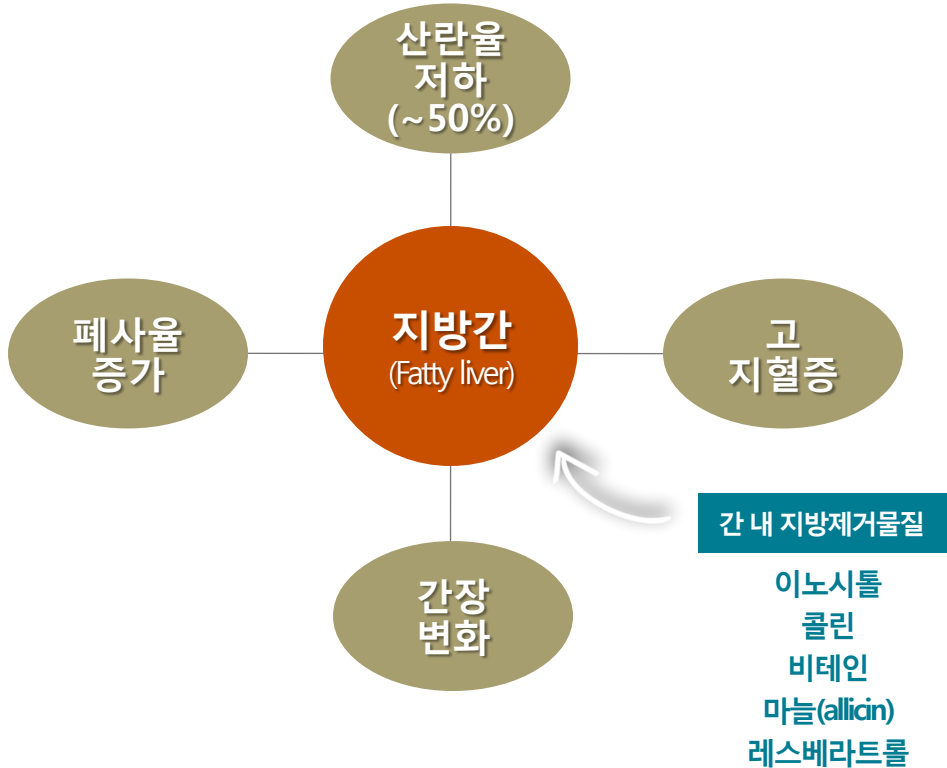 산란율
저하
(~50%)
폐사율
증가
지방간
(Fatty liver)
고
지혈증
간 내 지방제거물질
간장
변화
이노시톨
콜린
비테인
마늘(allicin)
레스베라트롤